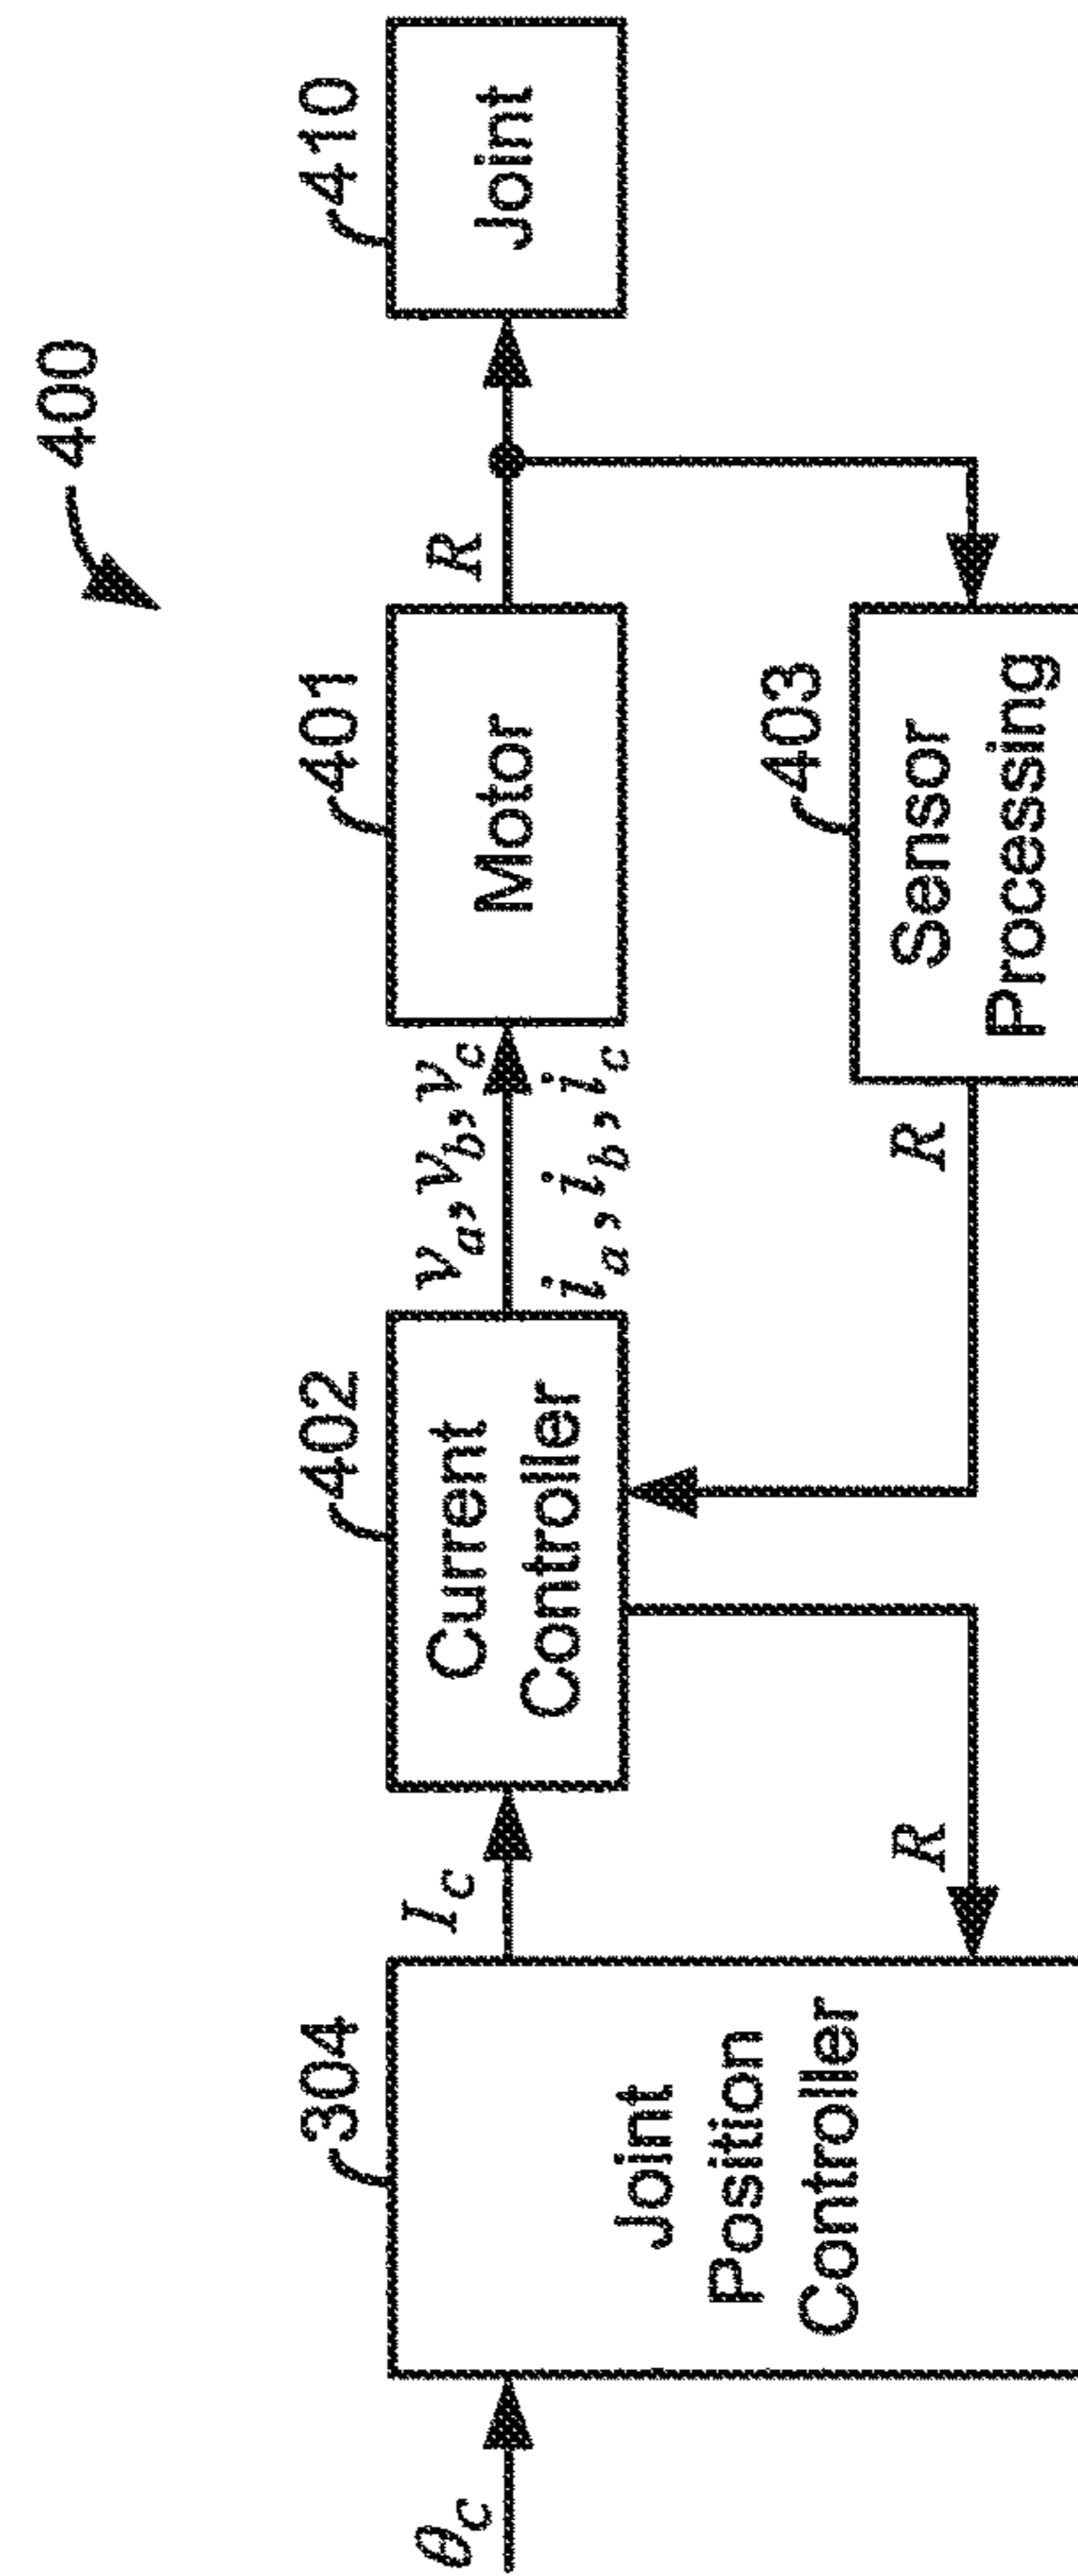 400
304
402
401
410
θ_c
Joint
Position
Controller
I_c
Current
Controller
v_a, v_b, v_c
i_a, i_b, i_c
Motor
R
Joint
R
R
403
Sensor
Processing